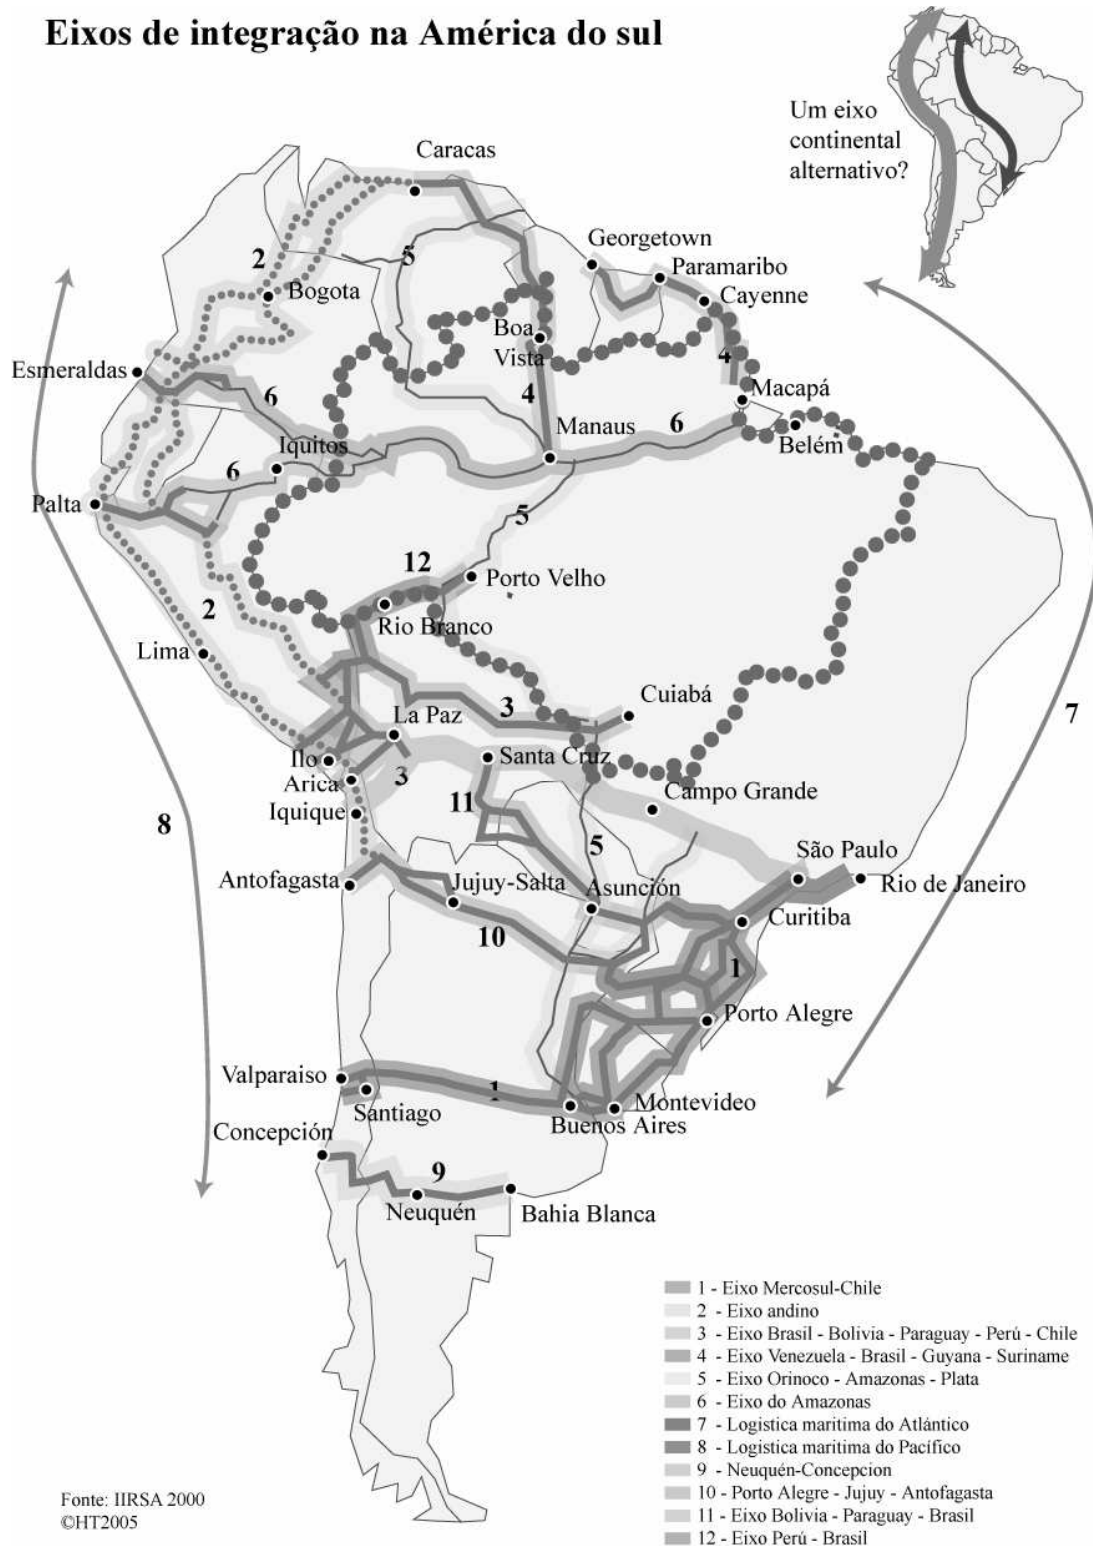 Eixos de integração na América do sul
Um eixo
continental
alternativo?
Caracas
Georgetown
Paramaribo
Cayenne
2
5
Bogota
Boa
Vista
4
4
Esmeraldas
6
Macapá
Manaus
6
Belém
Iquitos
6
Palta
5
12
Porto Velho
Rio Branco
2
Lima
Cuiabá
La Paz
3
7
Santa Cruz
Ilo
3
Arica
Iquique
11
Campo Grande
8
5
São Paulo
Antofagasta
Jujuy-Salta
Asunción
Rio de Janeiro
Curitiba
10
1
Porto Alegre
Valparaiso
1
Santiago
Montevideo
Buenos Aires
Concepción
9
Neuquén
Bahia Blanca
1 - Eixo Mercosul-Chile
2 - Eixo andino
3 - Eixo Brasil - Bolivia - Paraguay - Perú - Chile
4 - Eixo Venezuela - Brasil - Guyana - Suriname
5 - Eixo Orinoco - Amazonas - Plata
6 - Eixo do Amazonas
7 - Logistica maritima do Atlántico
8 - Logistica maritima do Pacífico
9 - Neuquén-Concepcion
10 - Porto Alegre - Jujuy - Antofagasta
11 - Eixo Bolivia - Paraguay - Brasil
12 - Eixo Perú - Brasil
Fonte: IIRSA 2000
©HT2005